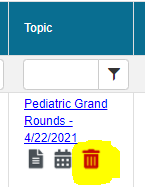 Topic
Pediatric Grand
Rounds -
4/22/2021